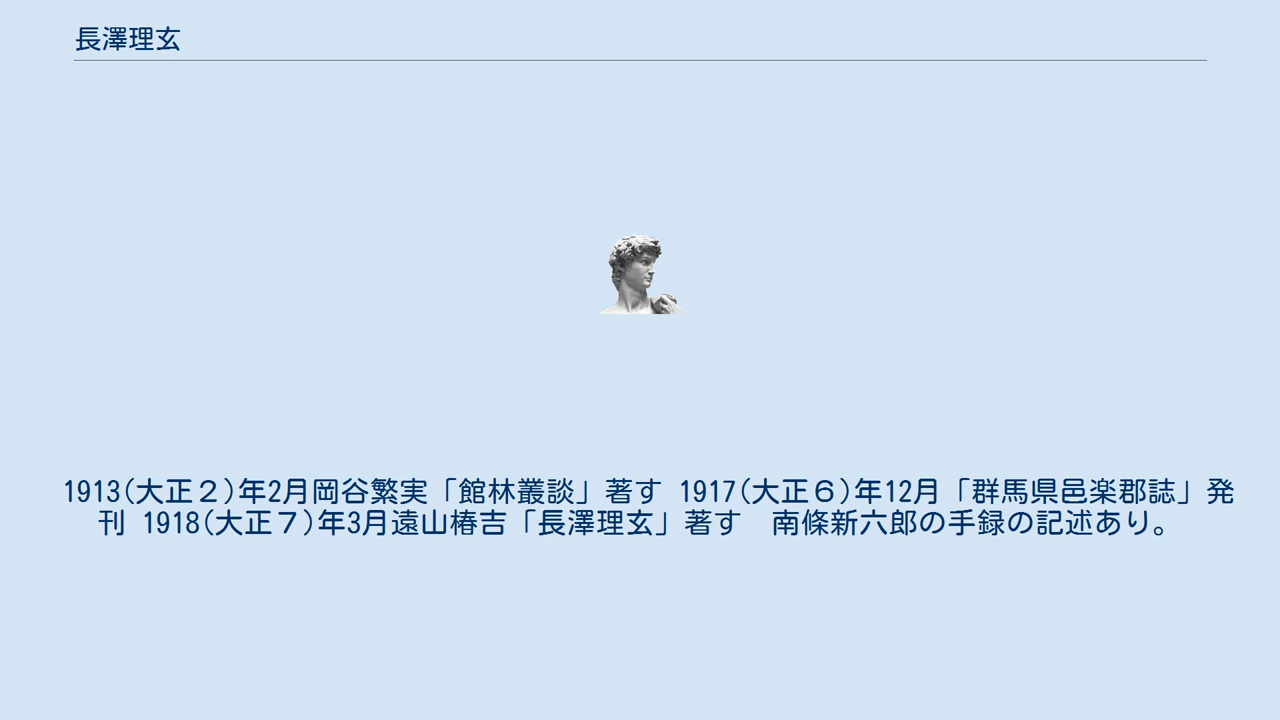 長澤理玄
1913(大正２)年2月岡谷繁実「館林叢談」著す 1917(大正６)年12月「群馬県邑楽郡誌」発
刊 1918(大正７)年3月遠山椿吉「長澤理玄」著す　南條新六郎の手録の記述あり。